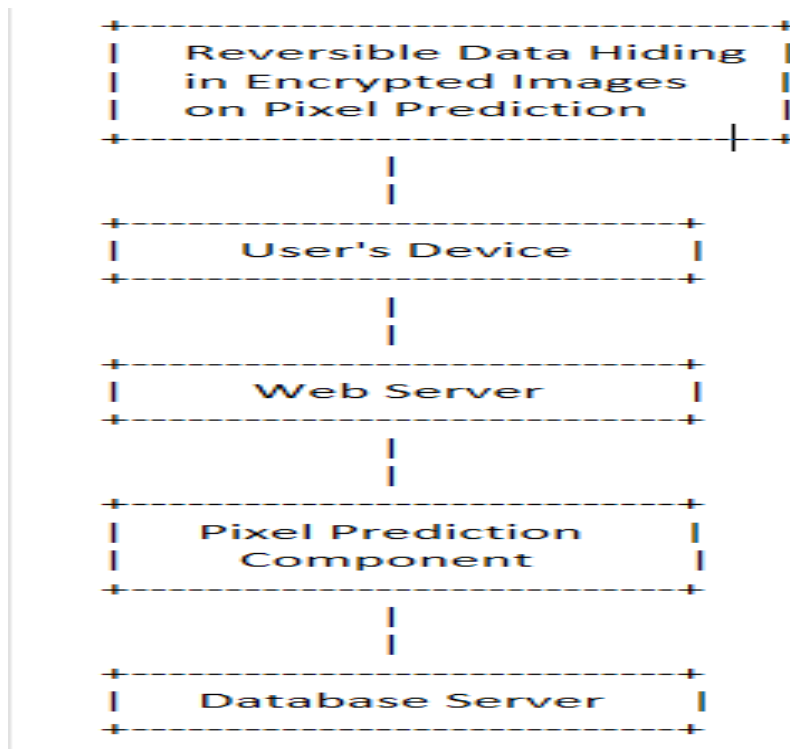 Reversible Data Hiding
in Encrypted Images
on Pixel Prediction
User's Device
Web Server
Pixel Prediction
Component
Database Server